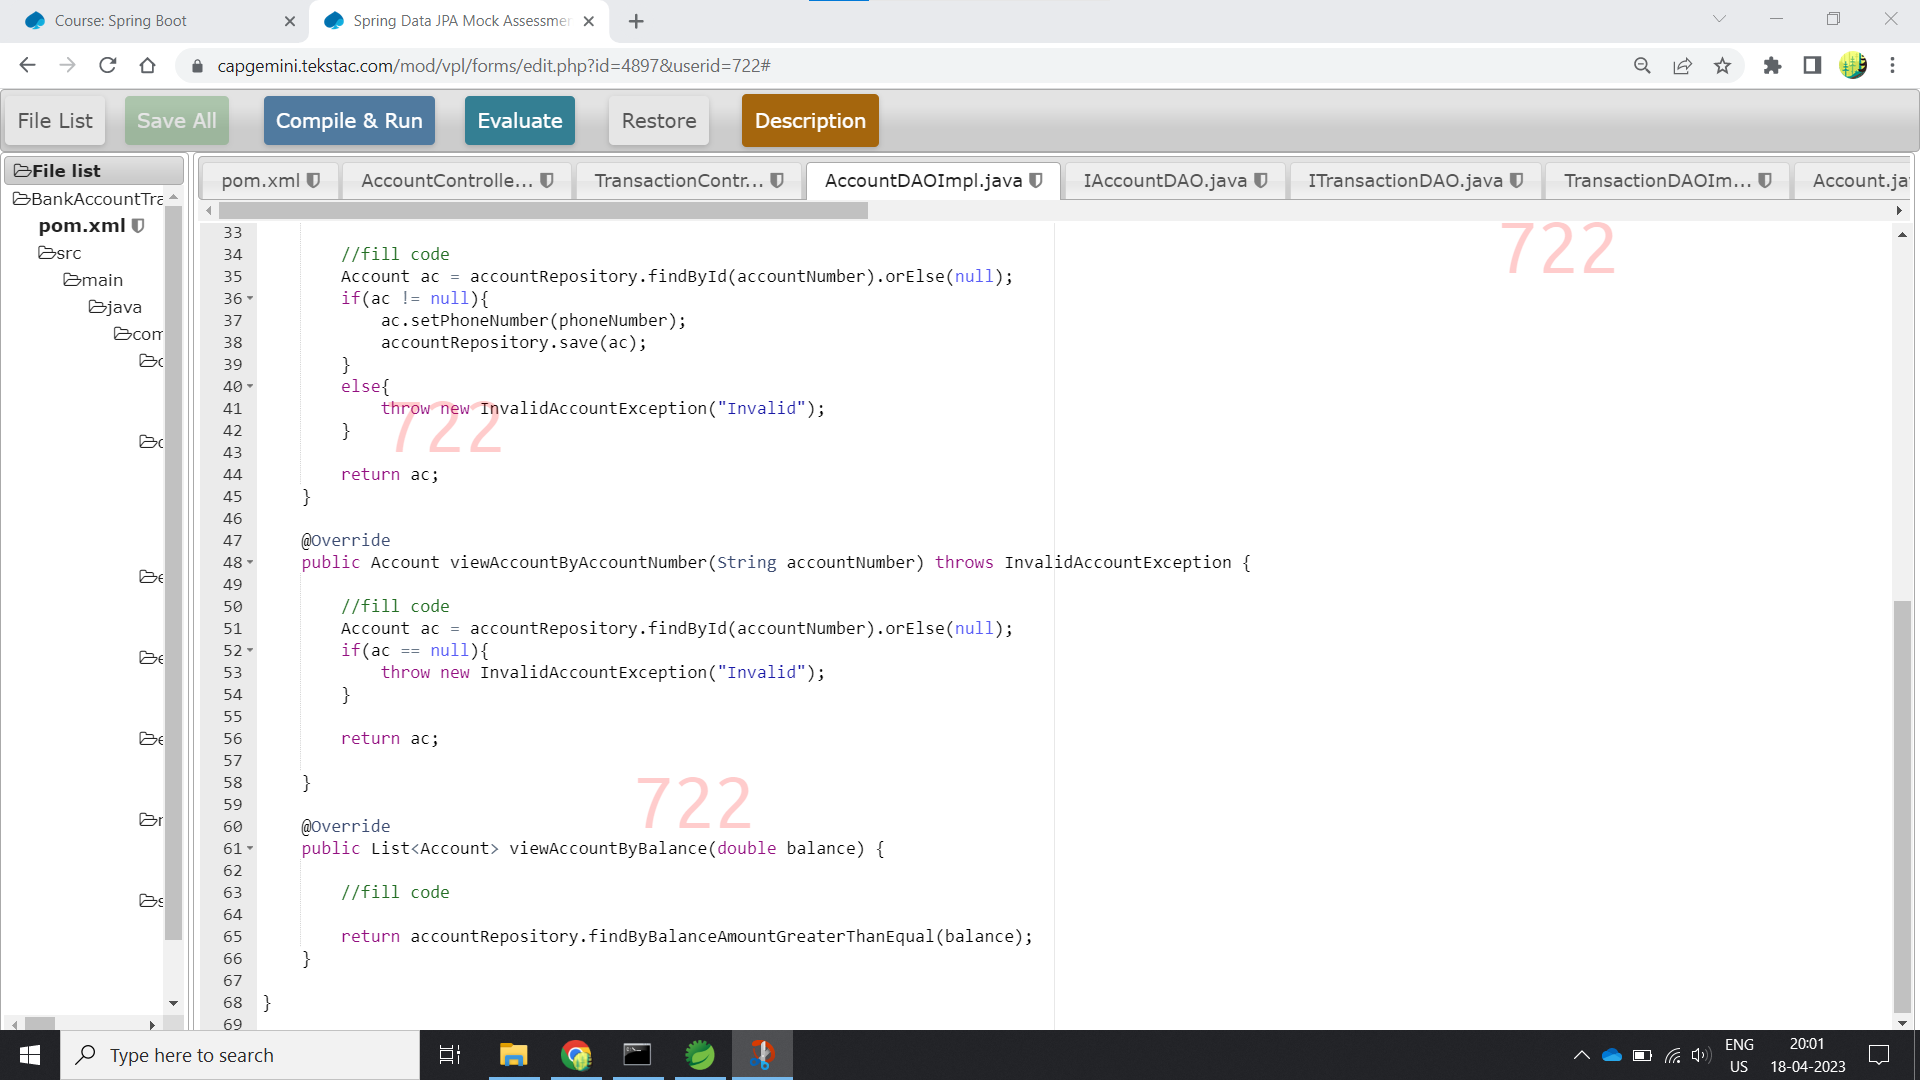 Course: Spring Boot
Spring Data JPA Mock Assessmen
capgemini.tekstac.com/mod/vpl/forms/edit.php?id=4897&userid=722#
File List
Save All
Compile & Run
Evaluate
Restore
Description
File list
BankAccountTra
pom.xml
src
main
java
com
pom.xml
AccountControlle...
TransactionContr...
AccountDAOImpl.java
IAccountDAO.java
ITransactionDAO.java
TransactionDAOIm...
Account.ja
33
34 //fill code
35 Account ac = accountRepository.findById(accountNumber).orElse(null);
36 if(ac != null){
37 ac.setPhoneNumber(phoneNumber);
38 accountRepository.save(ac);
39 }
40 else{
41 throw new InvalidAccountException("Invalid");
42 }
43
44 return ac;
45 }
46
47 @Override
48 public Account viewAccountByAccountNumber(String accountNumber) throws InvalidAccountException {
49
50 //fill code
51 Account ac = accountRepository.findById(accountNumber).orElse(null);
52 if(ac == null){
53 throw new InvalidAccountException("Invalid");
54 }
55
56 return ac;
57
58 }
59
60 @Override
61 public List<Account> viewAccountByBalance(double balance) {
62
63 //fill code
64
65 return accountRepository.findByBalanceAmountGreaterThanEqual(balance);
66 }
67
68 }
69
722
722
722
Type here to search
ENG
US
20:01
18-04-2023